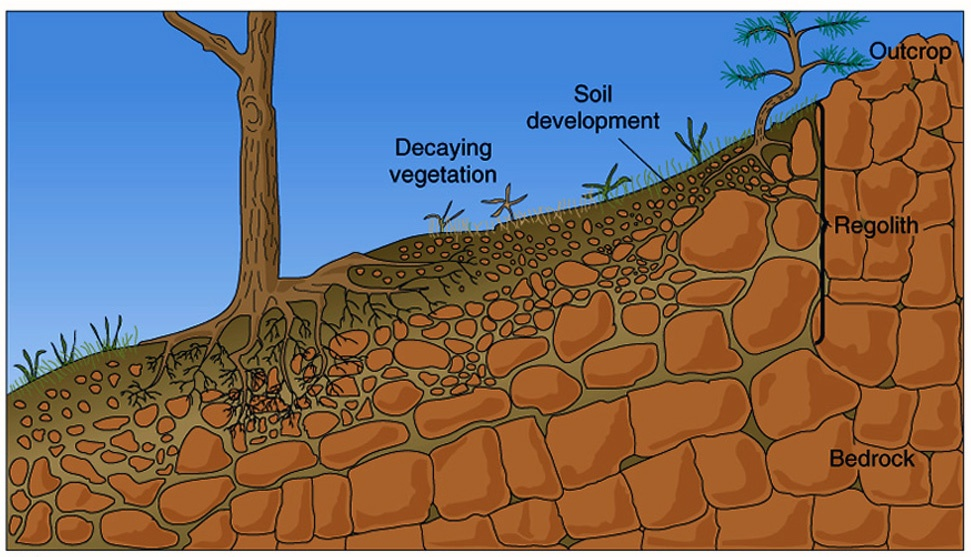 Outcrop
Soil
development
Decaying
vegetation
Regolith
Bedrock